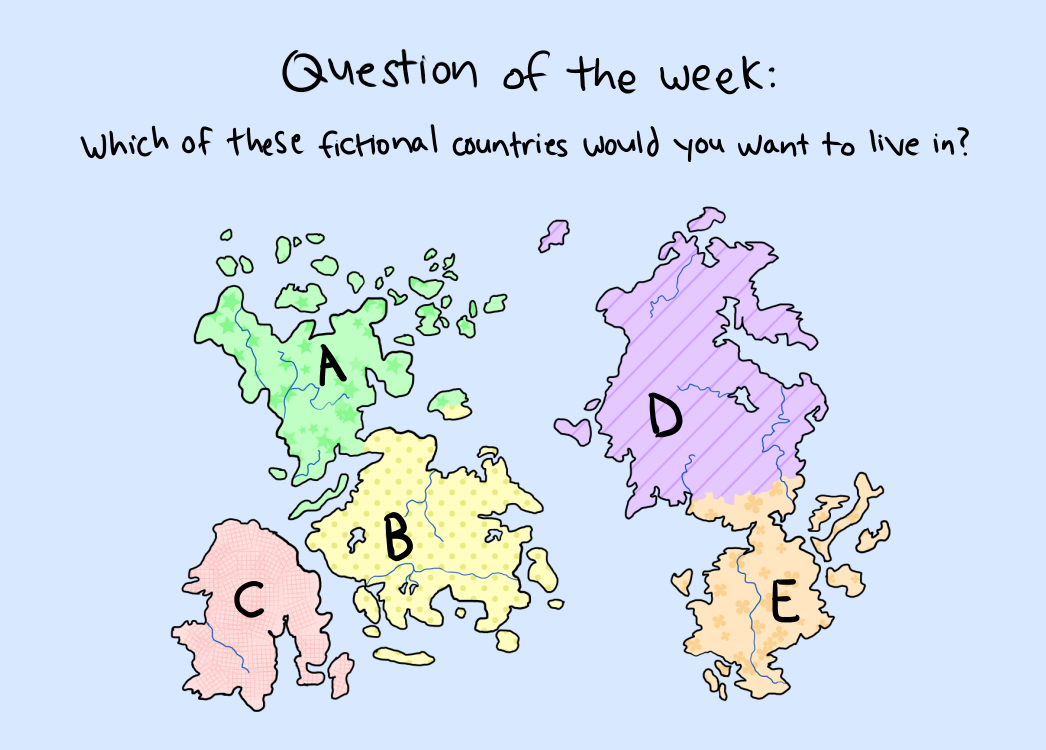 Question of the week:
Which of these fictional countries would you want to live in?
A
D
B
C
E